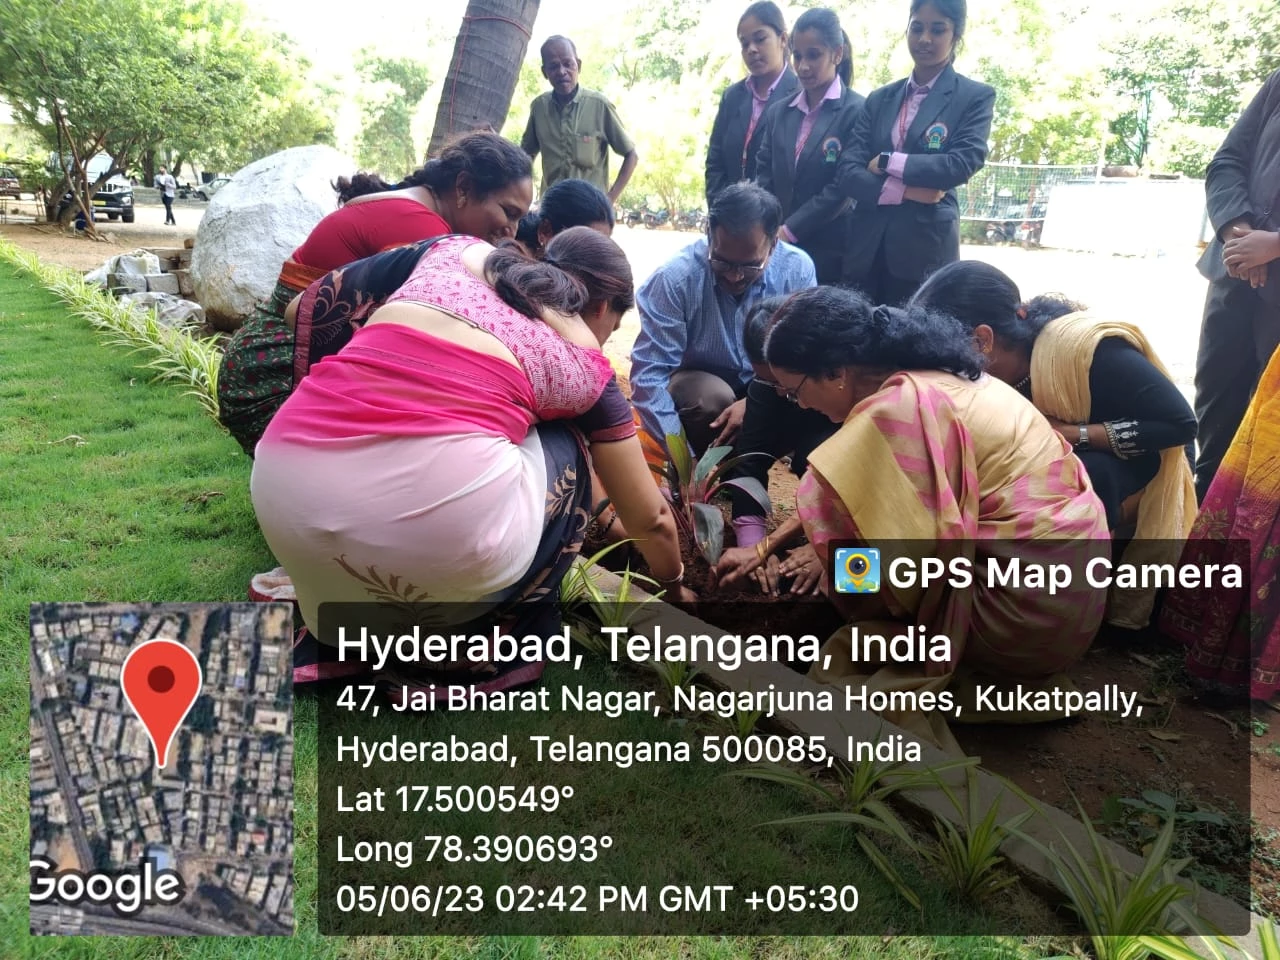 GPS Map Camera
Hyderabad, Telangana, India
47, Jai Bharat Nagar, Nagarjuna Homes, Kukatpally,
Hyderabad, Telangana 500085, India
Lat 17.500549°
Long 78.390693°
05/06/23 02:42 PM GMT +05:30
Google